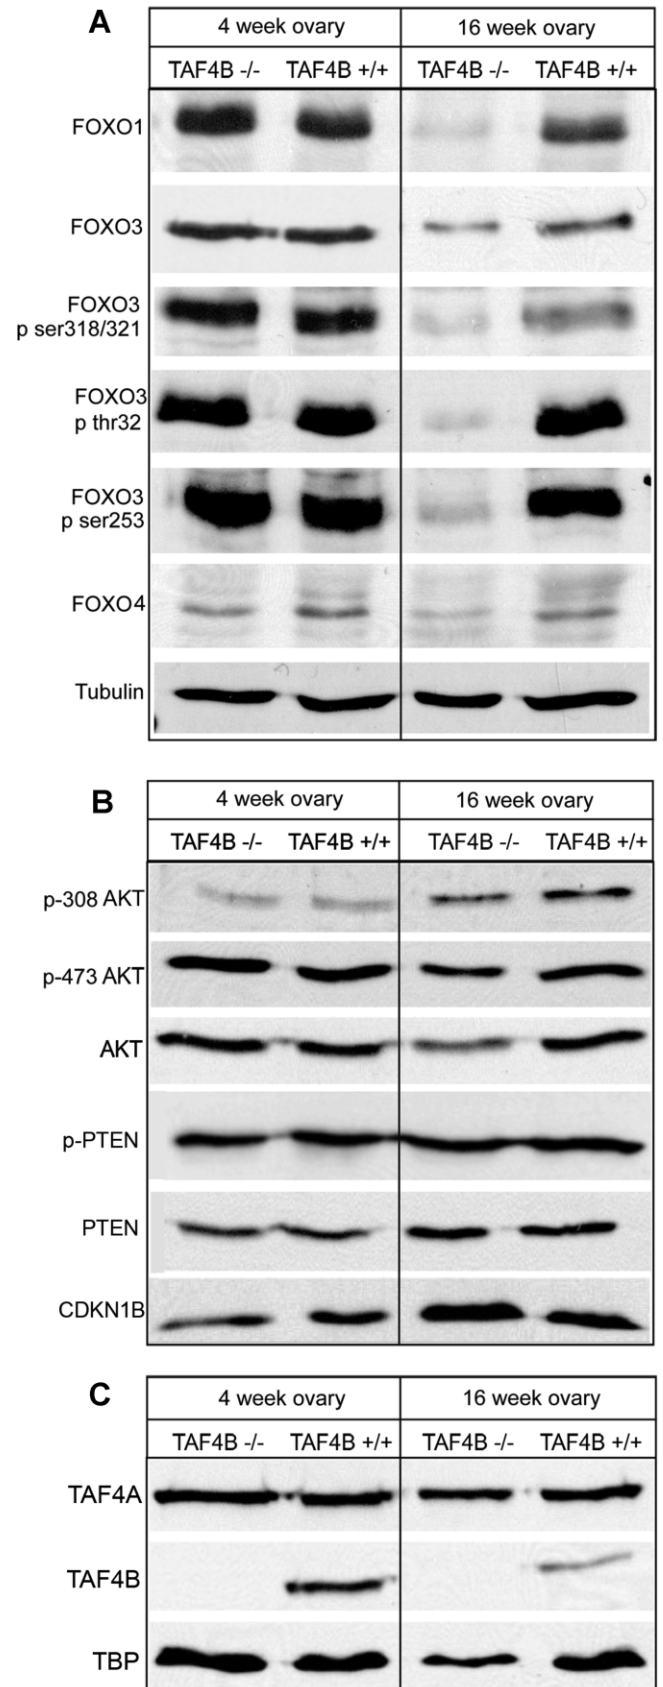 A
4 week ovary 16 week ovary
TAF4B -/- TAF4B +/+ TAF4B -/- TAF4B +/+
FOXO1
FOXO3
FOXO3
p ser318/321
FOXO3
p thr32
FOXO3
p ser253
FOXO4
Tubulin
B
4 week ovary 16 week ovary
TAF4B -/- TAF4B +/+ TAF4B -/- TAF4B +/+
p-308 AKT
p-473 AKT
AKT
p-PTEN
PTEN
CDKN1B
C
4 week ovary 16 week ovary
TAF4B -/- TAF4B +/+ TAF4B -/- TAF4B +/+
TAF4A
TAF4B
TBP